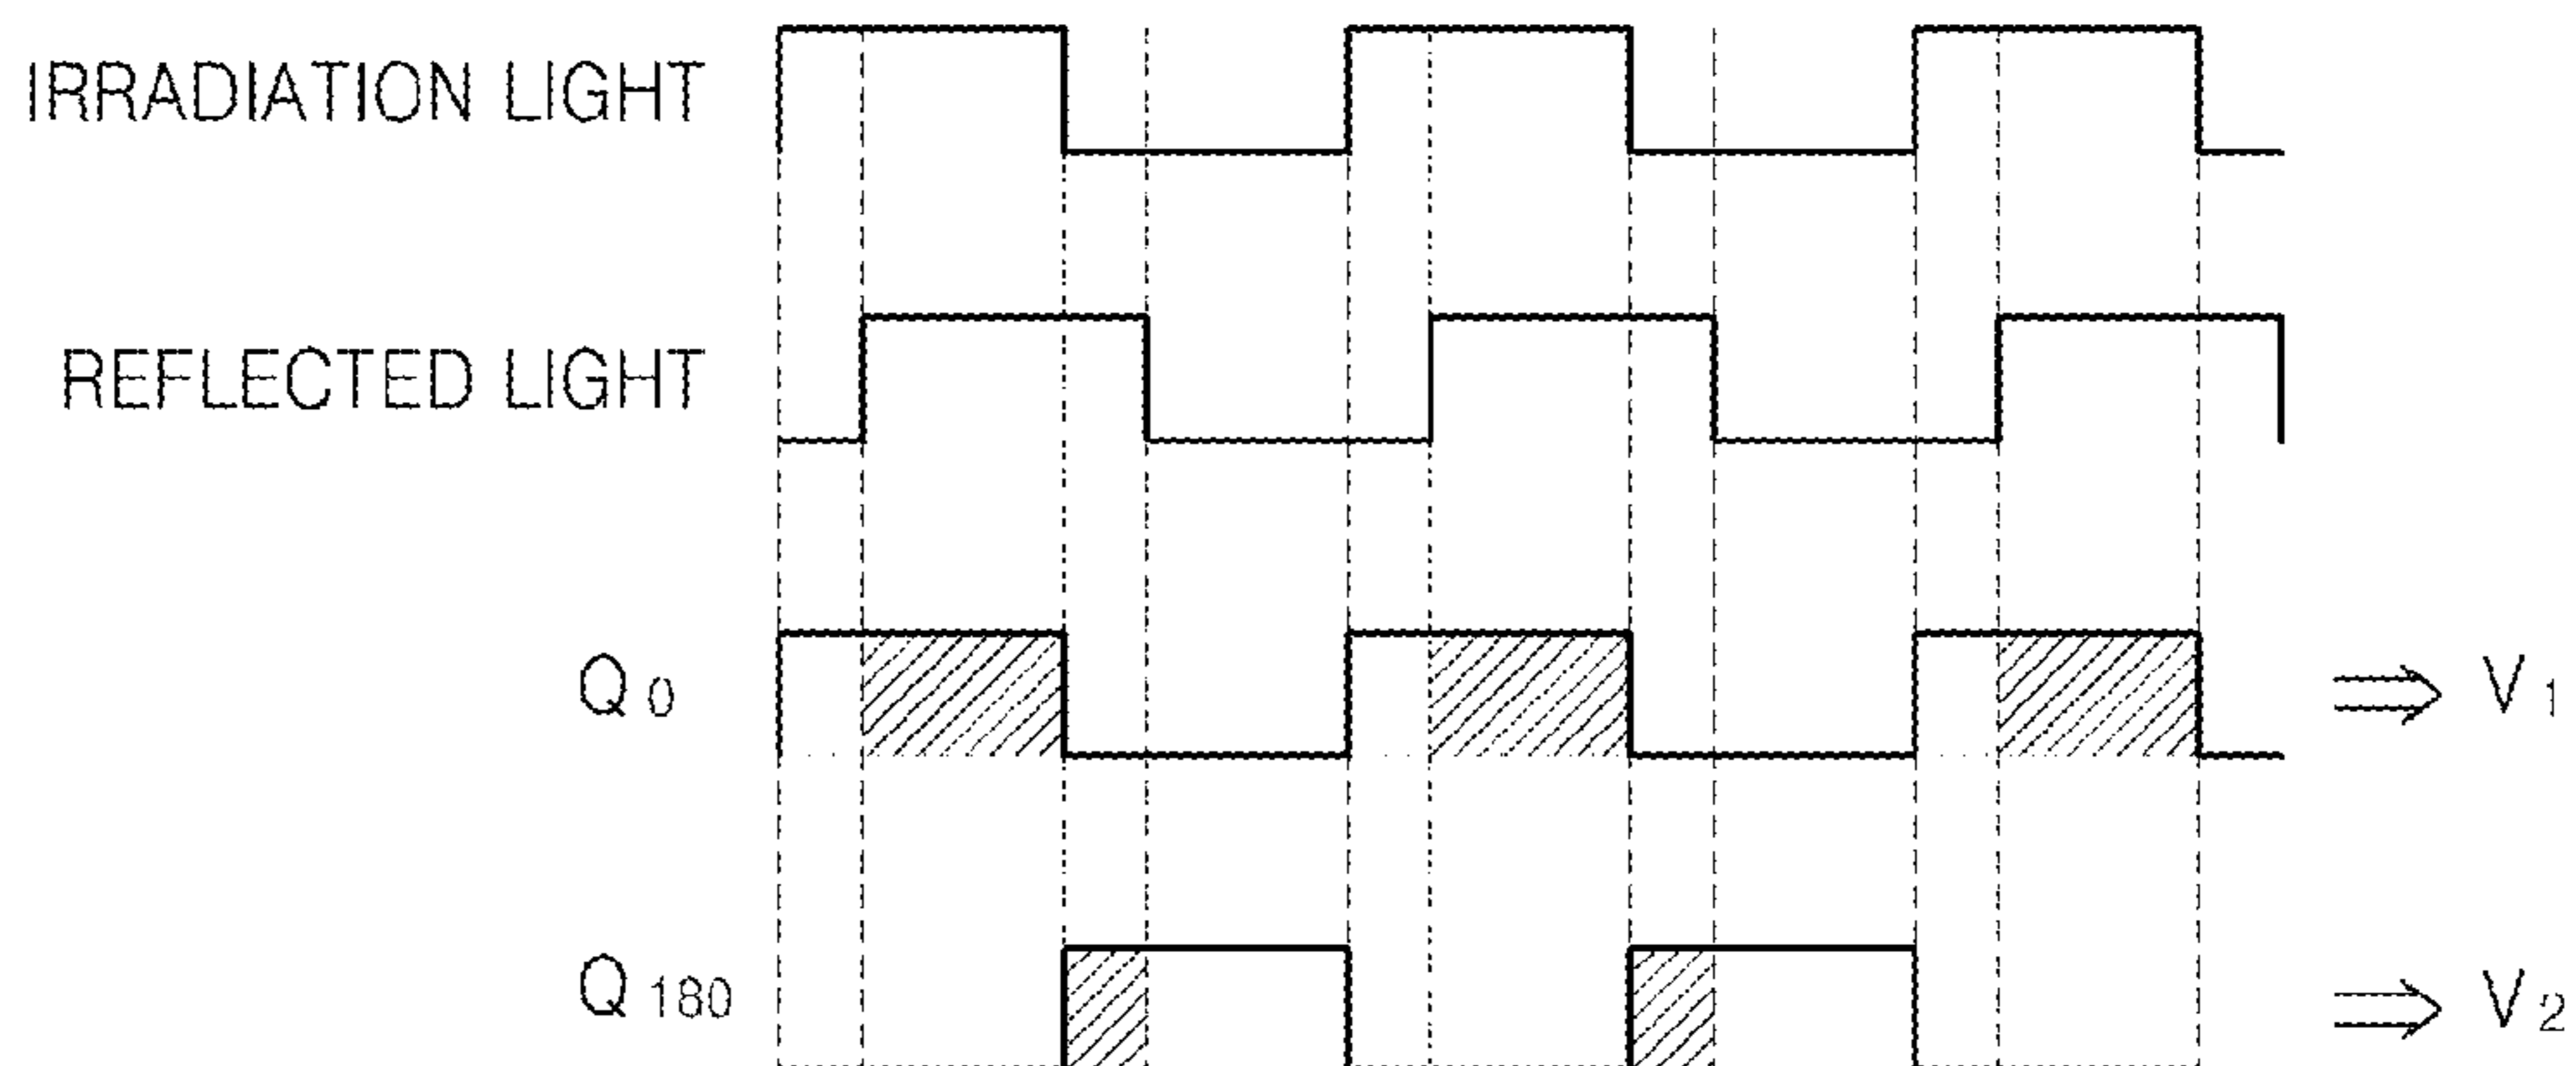 IRRADIATION LIGHT
REFLECTED LIGHT
Q0 ⇒ V1
Q180 ⇒ V2